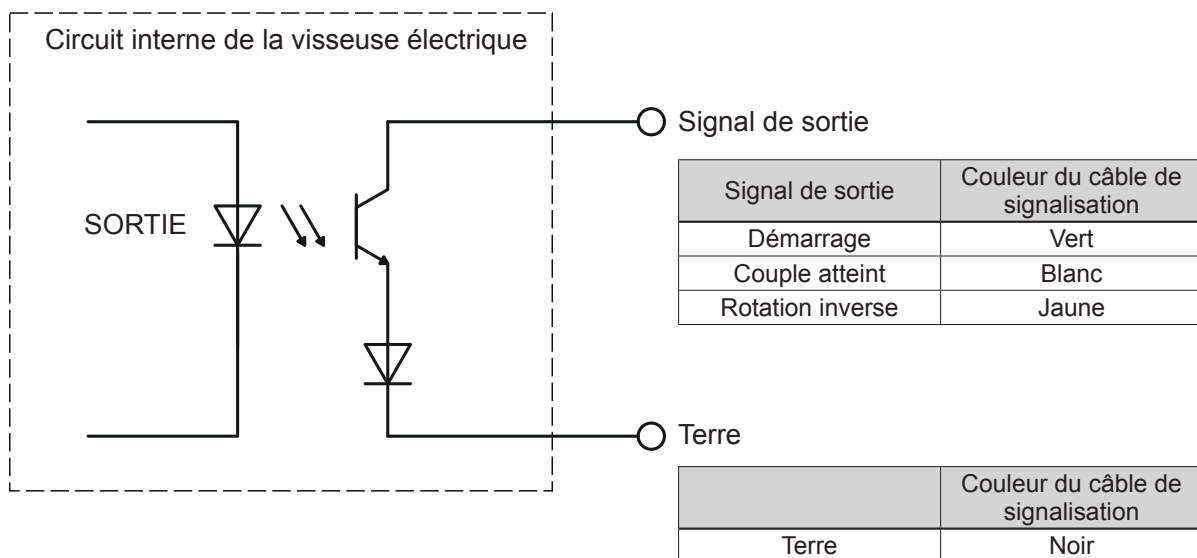 Circuit interne de la visseuse électrique
SORTIE
Signal de sortie
Signal de sortie
Couleur du câble de
signalisation
Démarrage
Vert
Couple atteint
Blanc
Rotation inverse
Jaune
Terre
Couleur du câble de
signalisation
Terre
Noir